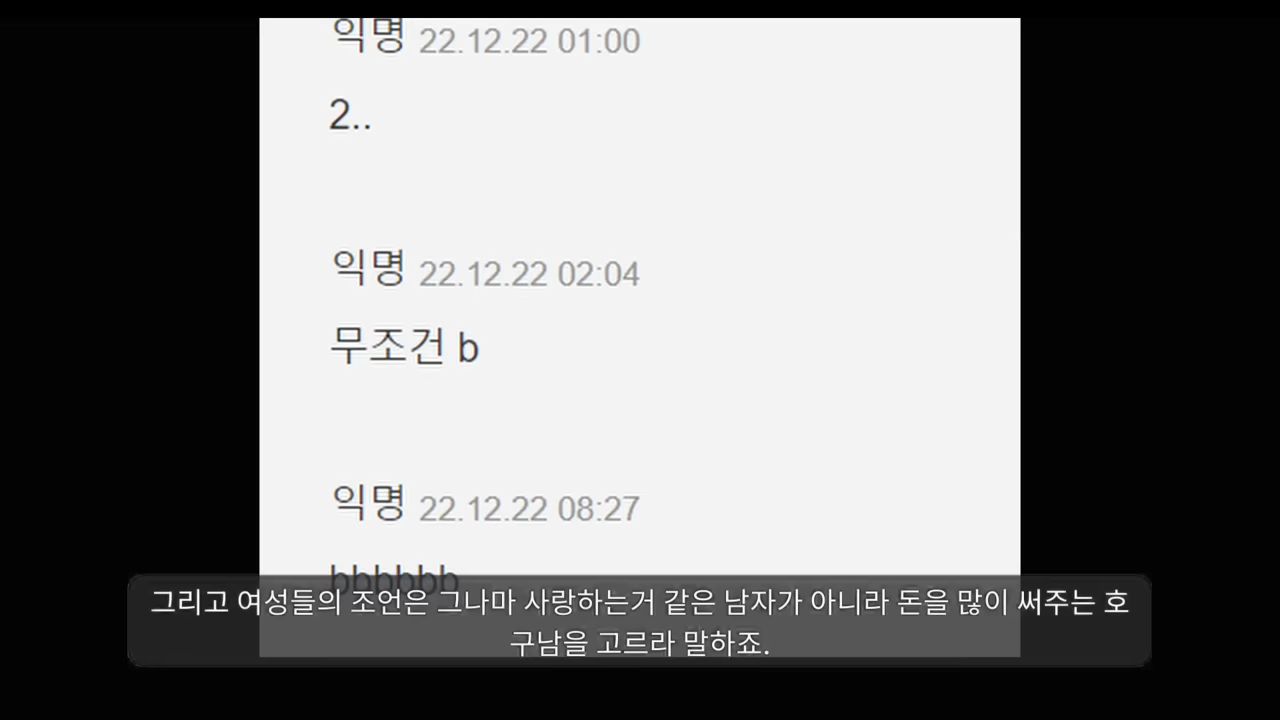 익명 22.12.22 01:00
2..
익명 22.12.22 02:04
무조건 b
익명 22.12.22 08:27
bbbbbb
그리고 여성들의 조언은 그나마 사랑하는거 같은 남자가 아니라 돈을 많이 써주는 호
구남을 고르라 말하죠.